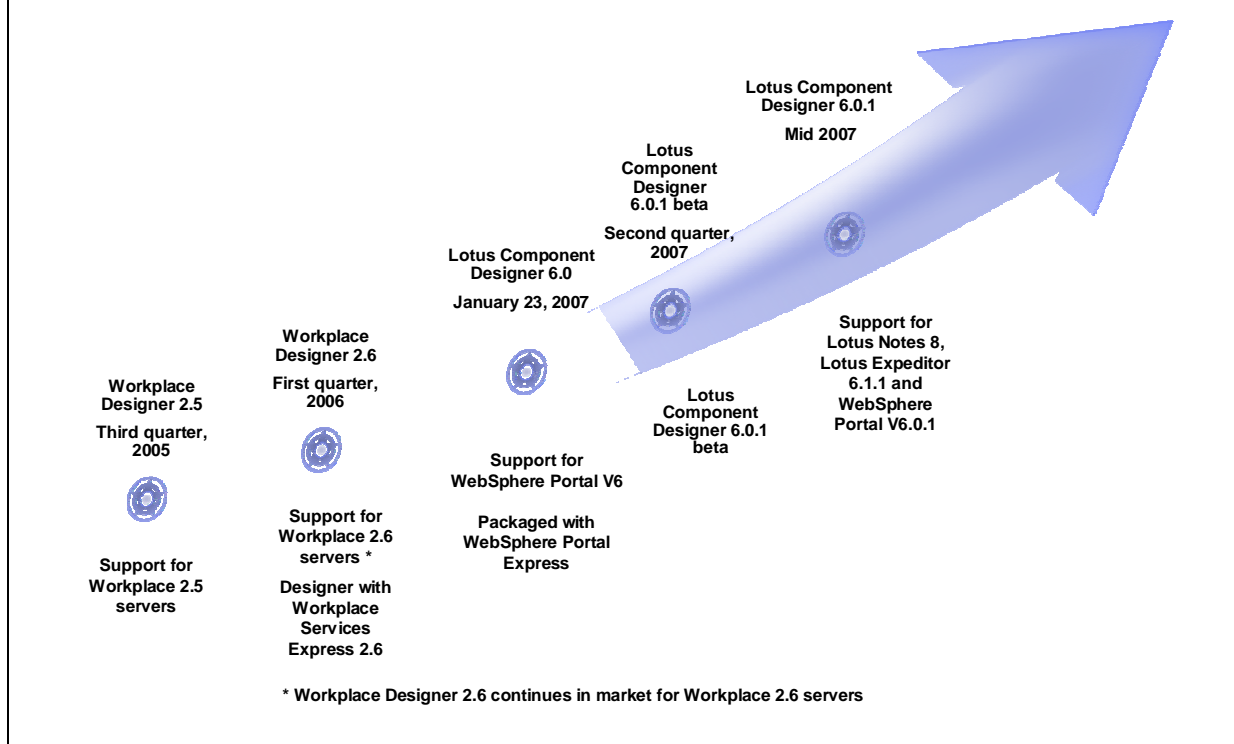 Workplace
Designer 2.5
Third quarter,
2005
Support for
Workplace 2.5
servers
Workplace
Designer 2.6
First quarter,
2006
Support for
Workplace 2.6
servers *
Designer with
Workplace
Services
Express 2.6
Lotus Component
Designer 6.0
January 23, 2007
Support for
WebSphere Portal V6
Packaged with
WebSphere Portal
Express
Lotus
Component
Designer
6.0.1 beta
Second quarter,
2007
Lotus
Component
Designer 6.0.1
beta
Lotus Component
Designer 6.0.1
Mid 2007
Support for
Lotus Notes 8,
Lotus Expeditor
6.1.1 and
WebSphere
Portal V6.0.1
* Workplace Designer 2.6 continues in market for Workplace 2.6 servers